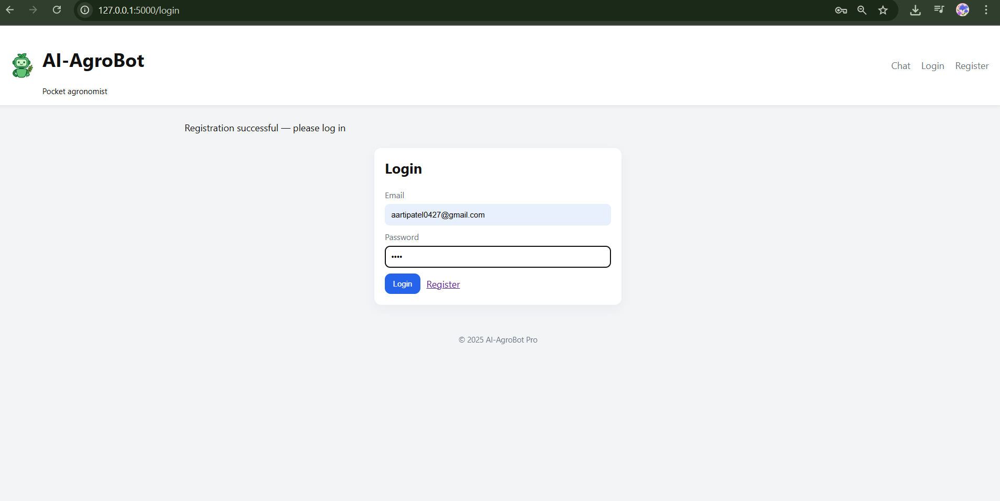 127.0.0.1:5000/login
AI-AgroBot
Pocket agronomist
Chat Login Register
Registration successful — please log in
Login
Email
aartipatel0427@gmail.com
Password
••••
Login Register
© 2025 AI-AgroBot Pro